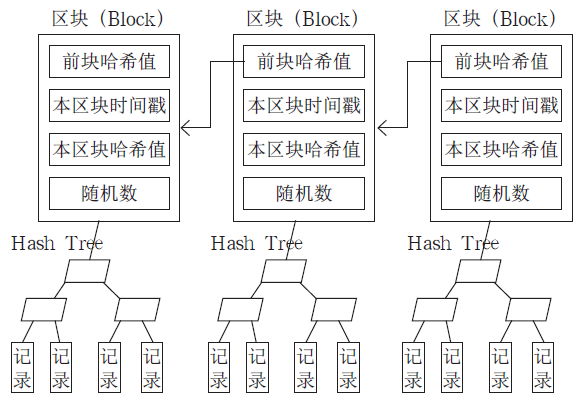 区块（Block） 区块（Block） 区块（Block）
前块哈希值 前块哈希值 前块哈希值
本区块时间戳 本区块时间戳 本区块时间戳
本区块哈希值 本区块哈希值 本区块哈希值
随机数 随机数 随机数
Hash Tree Hash Tree Hash Tree
记录 记录 记录 记录 记录 记录 记录 记录 记录 记录 记录 记录